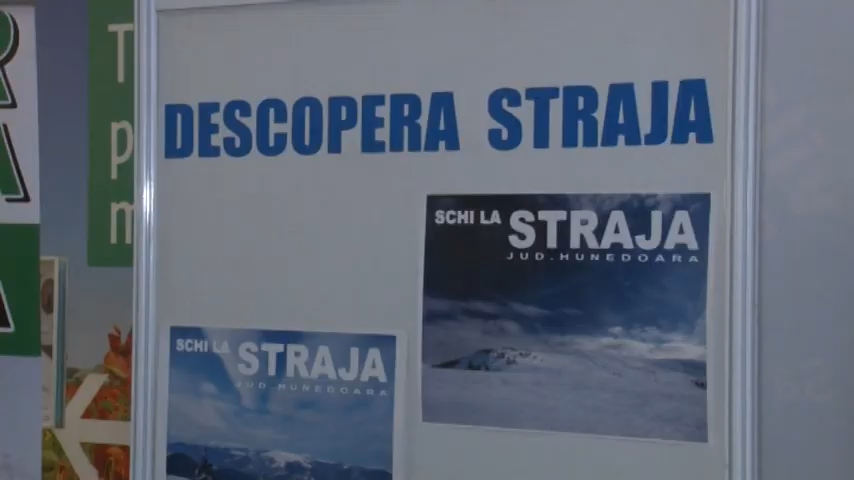 DESCOPERA STRAJA
SCHI LA STRAJA
JUD. HUNEDOARA
SCHI LA STRAJA
JUD. HUNEDOARA